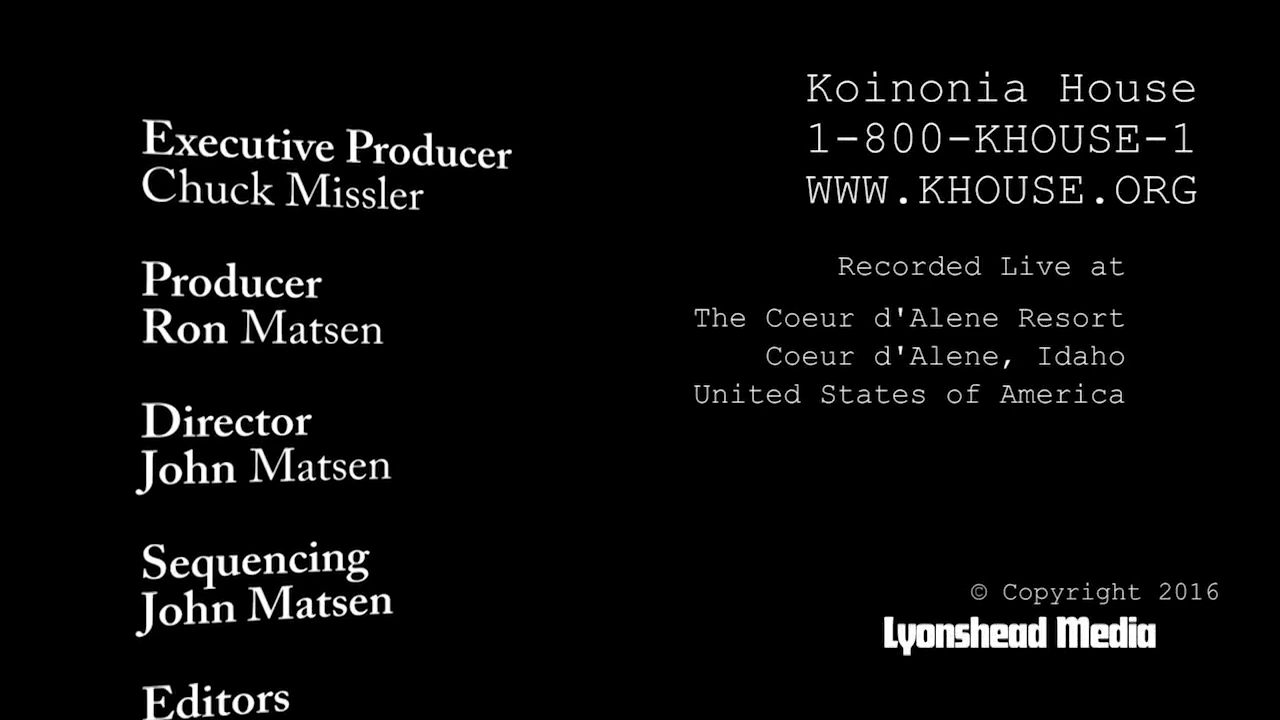 Executive Producer
Chuck Missler
Producer
Ron Matsen
Director
John Matsen
Sequencing
John Matsen
Editors
Koinonia House
1-800-KHOUSE-1
WWW.KHOUSE.ORG
Recorded Live at
The Coeur d'Alene Resort
Coeur d'Alene, Idaho
United States of America
© Copyright 2016
Lyonshead Media